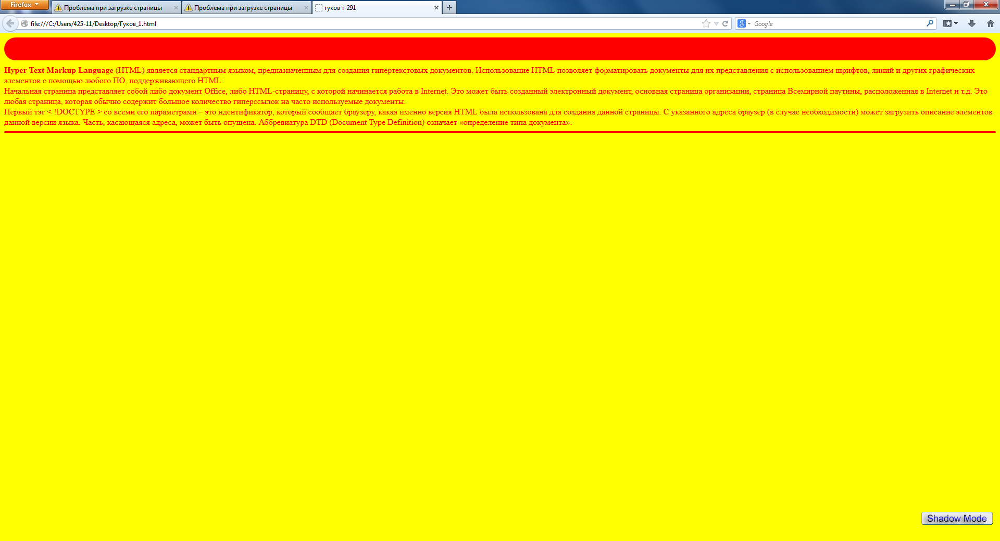 Firefox
Проблема при загрузке страницы
Проблема при загрузке страницы
гуков т-291
file:///C:/Users/425-11/Desktop/Гуков_1.html
8
Google
Hyper Text Markup Language (HTML) является стандартным языком, предназначенным для создания гипертекстовых документов. Использование HTML позволяет форматировать документы для их представления с использованием шрифтов, линий и других графических
элементов с помощью любого ПО, поддерживающего HTML.
Начальная страница представляет собой либо документ Office, либо HTML-страницу, с которой начинается работа в Internet. Это может быть созданный электронный документ, основная страница организации, страница Всемирной паутины, расположенная в Internet и т.д. Это
любая страница, которая обычно содержит большое количество гиперссылок на часто используемые документы.
Первый тэг < !DOCTYPE > со всеми его параметрами – это идентификатор, который сообщает браузеру, какая именно версия HTML была использована для создания данной страницы. С указанного адреса браузер (в случае необходимости) может загрузить описание элементов
данной версии языка. Часть, касающаяся адреса, может быть опущена. Аббревиатура DTD (Document Type Definition) означает «определение типа документа».
Shadow Mode